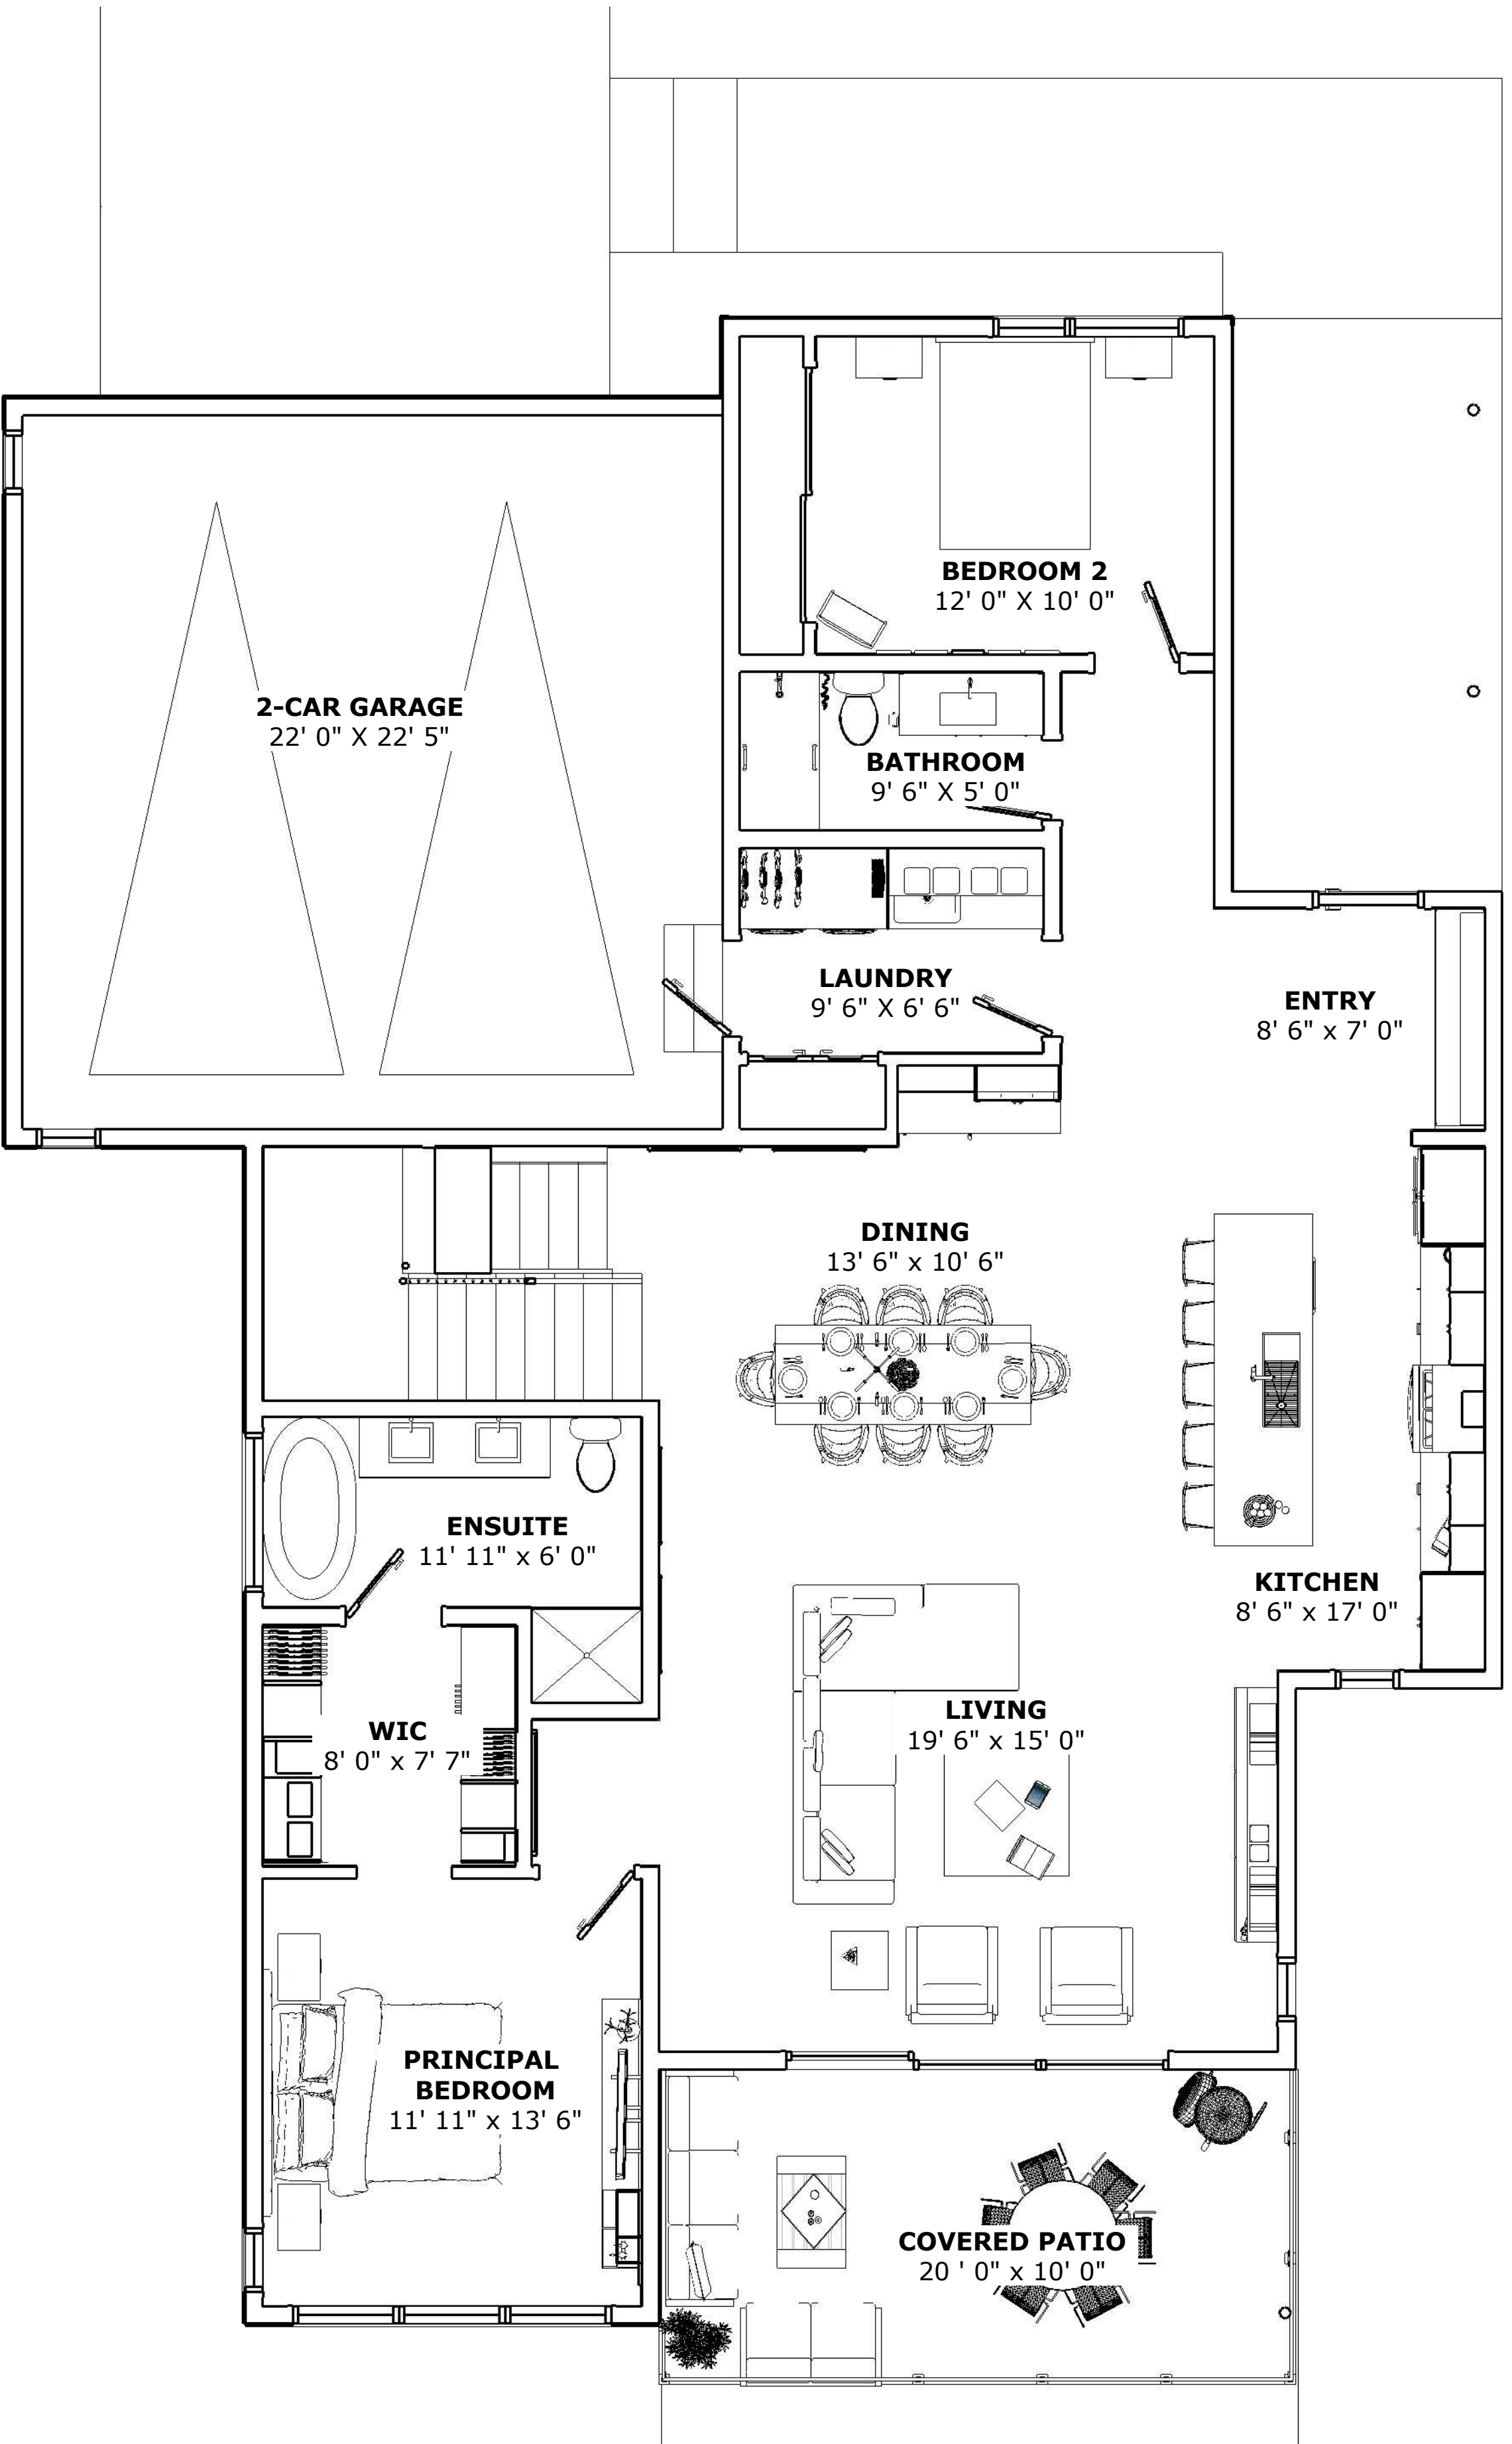 BEDROOM 2
12' 0" X 10' 0"
2-CAR GARAGE
22' 0" X 22' 5"
BATHROOM
9' 6" X 5' 0"
LAUNDRY
9' 6" X 6' 6"
ENTRY
8' 6" x 7' 0"
DINING
13' 6" x 10' 6"
ENSUITE
11' 11" x 6' 0"
KITCHEN
8' 6" x 17' 0"
WIC
8' 0" x 7' 7"
LIVING
19' 6" x 15' 0"
PRINCIPAL
BEDROOM
11' 11" x 13' 6"
COVERED PATIO
20 ' 0" x 10' 0"